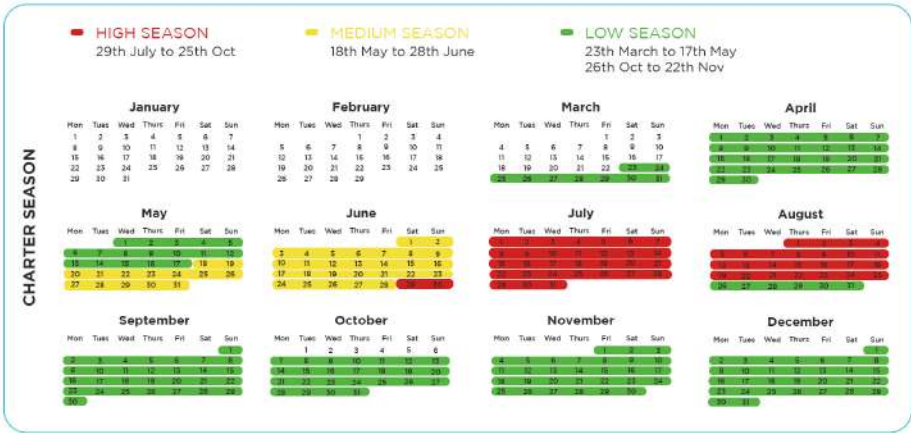 HIGH SEASON
29th July to 25th Oct
MEDIUM SEASON
18th May to 28th June
LOW SEASON
23th March to 17th May
26th Oct to 22th Nov
CHARTER SEASON
January
Mon Tues Wed Thurs Fri Sat Sun
1 2 3 4 5 6 7
8 9 10 11 12 13 14
15 16 17 18 19 20 21
22 23 24 25 26 27 28
29 30 31
February
Mon Tues Wed Thurs Fri Sat Sun
1 2 3 4
5 6 7 8 9 10 11
12 13 14 15 16 17 18
19 20 21 22 23 24 25
26 27 28 29
March
Mon Tues Wed Thurs Fri Sat Sun
1 2 3
4 5 6 7 8 9 10
11 12 13 14 15 16 17
18 19 20 21 22 23 24
25 26 27 28 29 30 31
April
Mon Tues Wed Thurs Fri Sat Sun
1 2 3 4 5 6 7
8 9 10 11 12 13 14
15 16 17 18 19 20 21
22 23 24 25 26 27 28
29 30
May
Mon Tues Wed Thurs Fri Sat Sun
1 2 3 4 5
6 7 8 9 10 11 12
13 14 15 16 17 18 19
20 21 22 23 24 25 26
27 28 29 30 31
June
Mon Tues Wed Thurs Fri Sat Sun
1 2
3 4 5 6 7 8 9
10 11 12 13 14 15 16
17 18 19 20 21 22 23
24 25 26 27 28 29 30
July
Mon Tues Wed Thurs Fri Sat Sun
1 2 3 4 5 6 7
8 9 10 11 12 13 14
15 16 17 18 19 20 21
22 23 24 25 26 27 28
29 30 31
August
Mon Tues Wed Thurs Fri Sat Sun
1 2 3 4
5 6 7 8 9 10 11
12 13 14 15 16 17 18
19 20 21 22 23 24 25
26 27 28 29 30 31
September
Mon Tues Wed Thurs Fri Sat Sun
1
2 3 4 5 6 7 8
9 10 11 12 13 14 15
16 17 18 19 20 21 22
23 24 25 26 27 28 29
30
October
Mon Tues Wed Thurs Fri Sat Sun
1 2 3 4 5 6
7 8 9 10 11 12 13
14 15 16 17 18 19 20
21 22 23 24 25 26 27
28 29 30 31
November
Mon Tues Wed Thurs Fri Sat Sun
1 2 3
4 5 6 7 8 9 10
11 12 13 14 15 16 17
18 19 20 21 22 23 24
25 26 27 28 29 30
December
Mon Tues Wed Thurs Fri Sat Sun
1
2 3 4 5 6 7 8
9 10 11 12 13 14 15
16 17 18 19 20 21 22
23 24 25 26 27 28 29
30 31